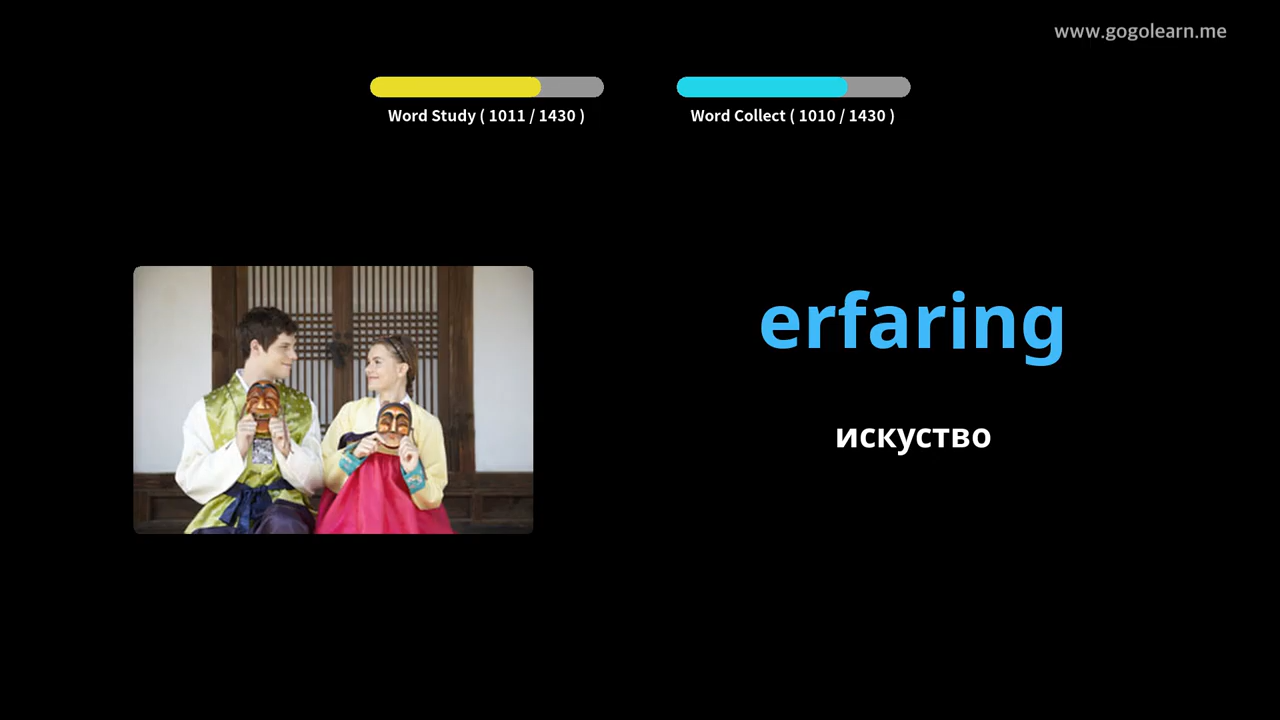 www.gogolearn.me
Word Study ( 1011 / 1430 )
Word Collect ( 1010 / 1430 )
erfaring
искуство